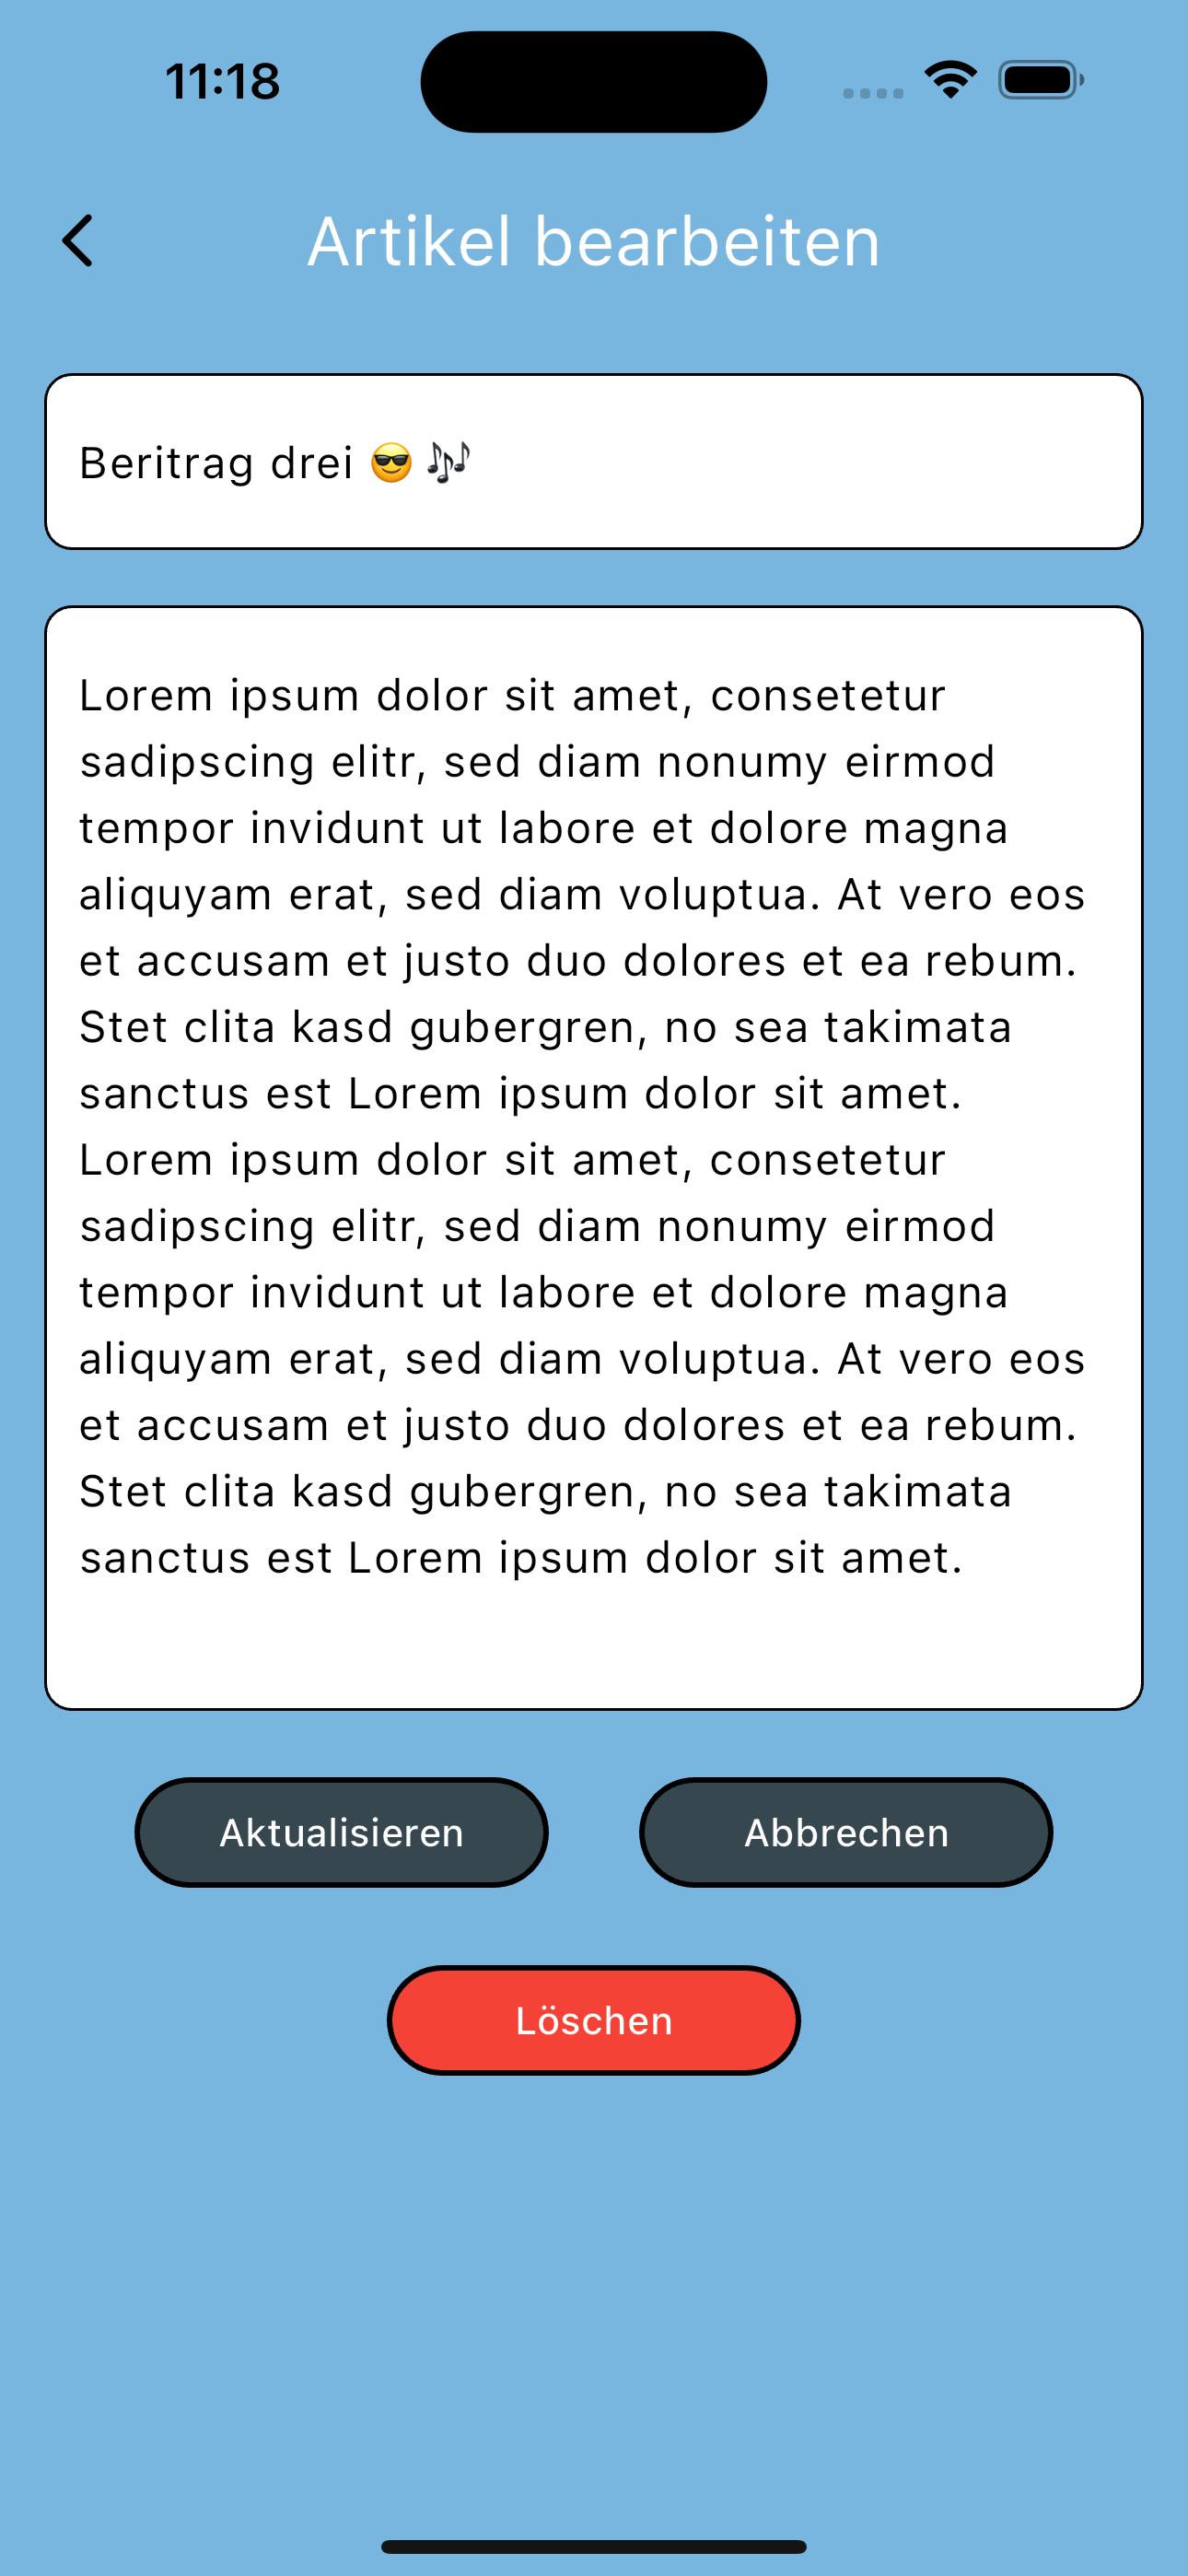 11:18
Artikel bearbeiten
Beritrag drei 😎 🎶
Lorem ipsum dolor sit amet, consetetur
sadipscing elitr, sed diam nonumy eirmod
tempor invidunt ut labore et dolore magna
aliquyam erat, sed diam voluptua. At vero eos
et accusam et justo duo dolores et ea rebum.
Stet clita kasd gubergren, no sea takimata
sanctus est Lorem ipsum dolor sit amet.
Lorem ipsum dolor sit amet, consetetur
sadipscing elitr, sed diam nonumy eirmod
tempor invidunt ut labore et dolore magna
aliquyam erat, sed diam voluptua. At vero eos
et accusam et justo duo dolores et ea rebum.
Stet clita kasd gubergren, no sea takimata
sanctus est Lorem ipsum dolor sit amet.
Aktualisieren
Abbrechen
Löschen